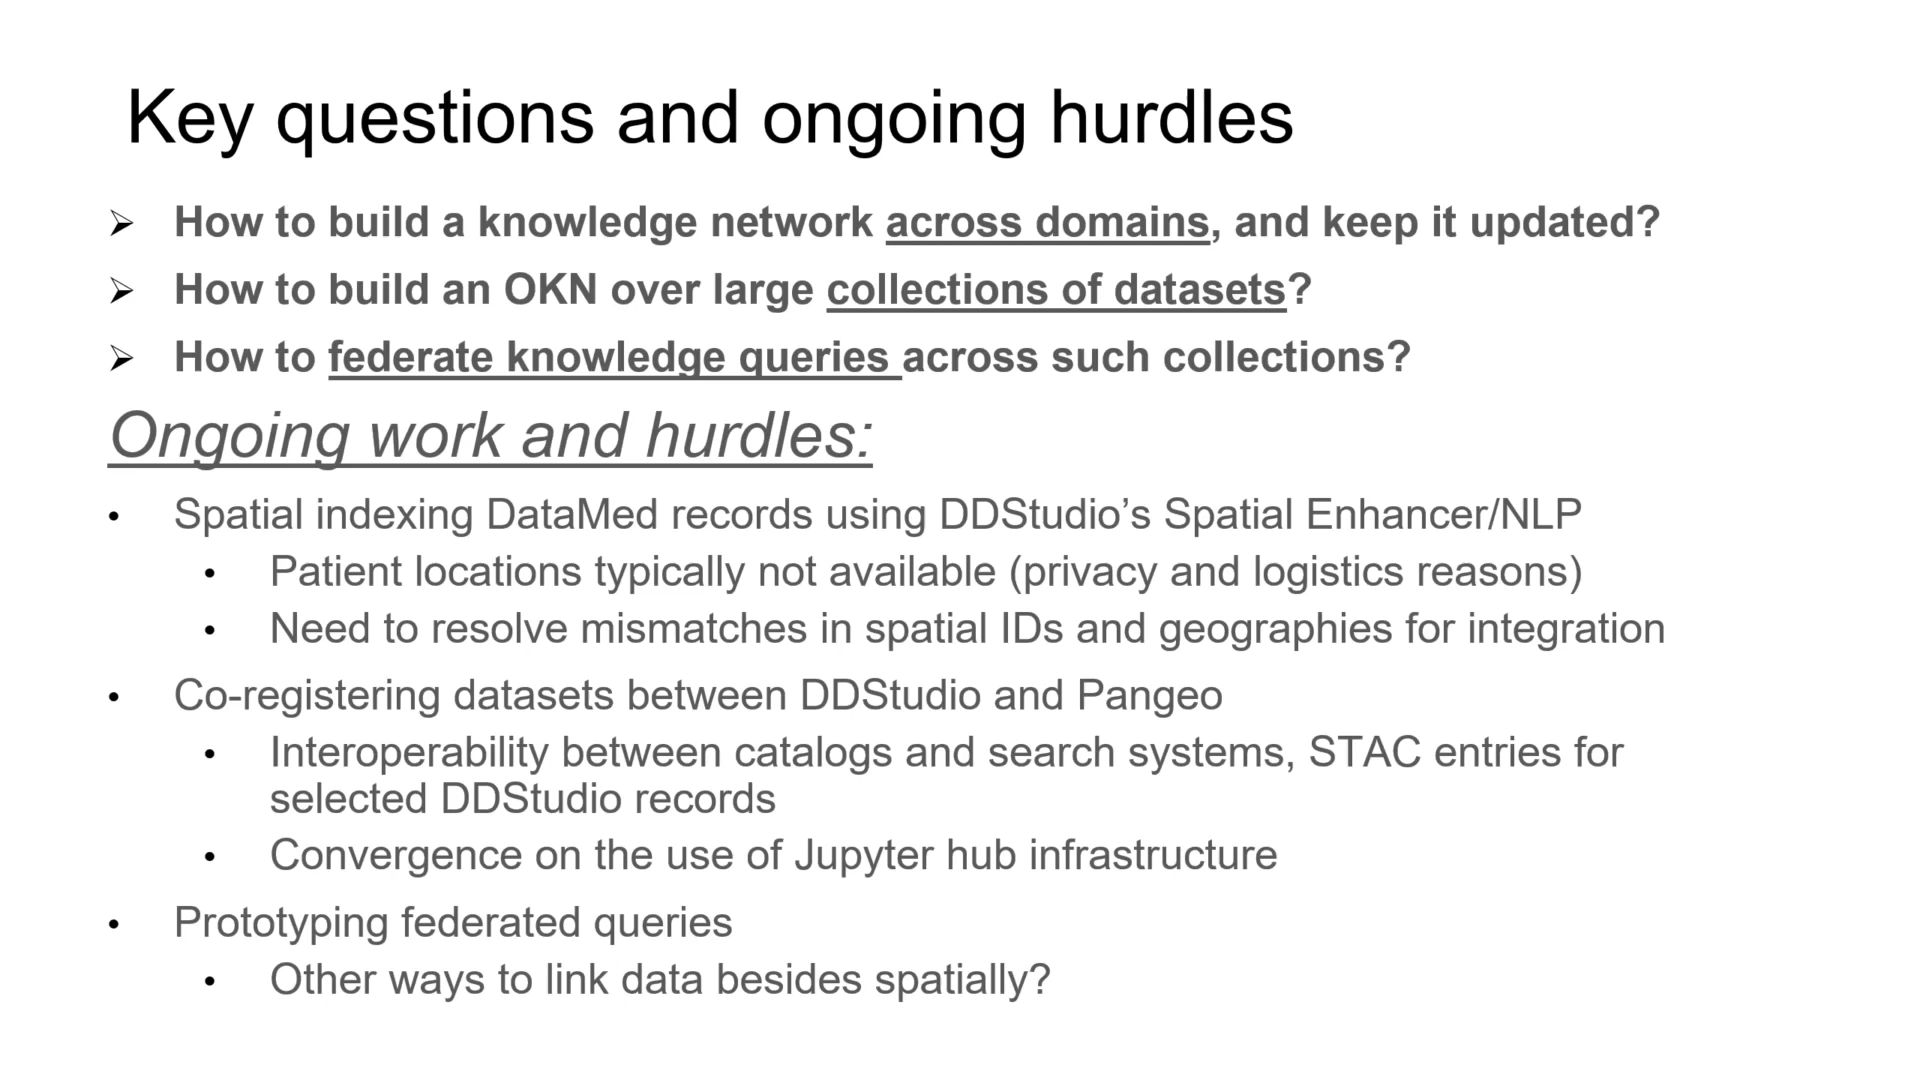 Key questions and ongoing hurdles
➢ How to build a knowledge network across domains, and keep it updated?
➢ How to build an OKN over large collections of datasets?
➢ How to federate knowledge queries across such collections?
Ongoing work and hurdles:
• Spatial indexing DataMed records using DDStudio’s Spatial Enhancer/NLP
• Patient locations typically not available (privacy and logistics reasons)
• Need to resolve mismatches in spatial IDs and geographies for integration
• Co-registering datasets between DDStudio and Pangeo
• Interoperability between catalogs and search systems, STAC entries for
selected DDStudio records
• Convergence on the use of Jupyter hub infrastructure
• Prototyping federated queries
• Other ways to link data besides spatially?